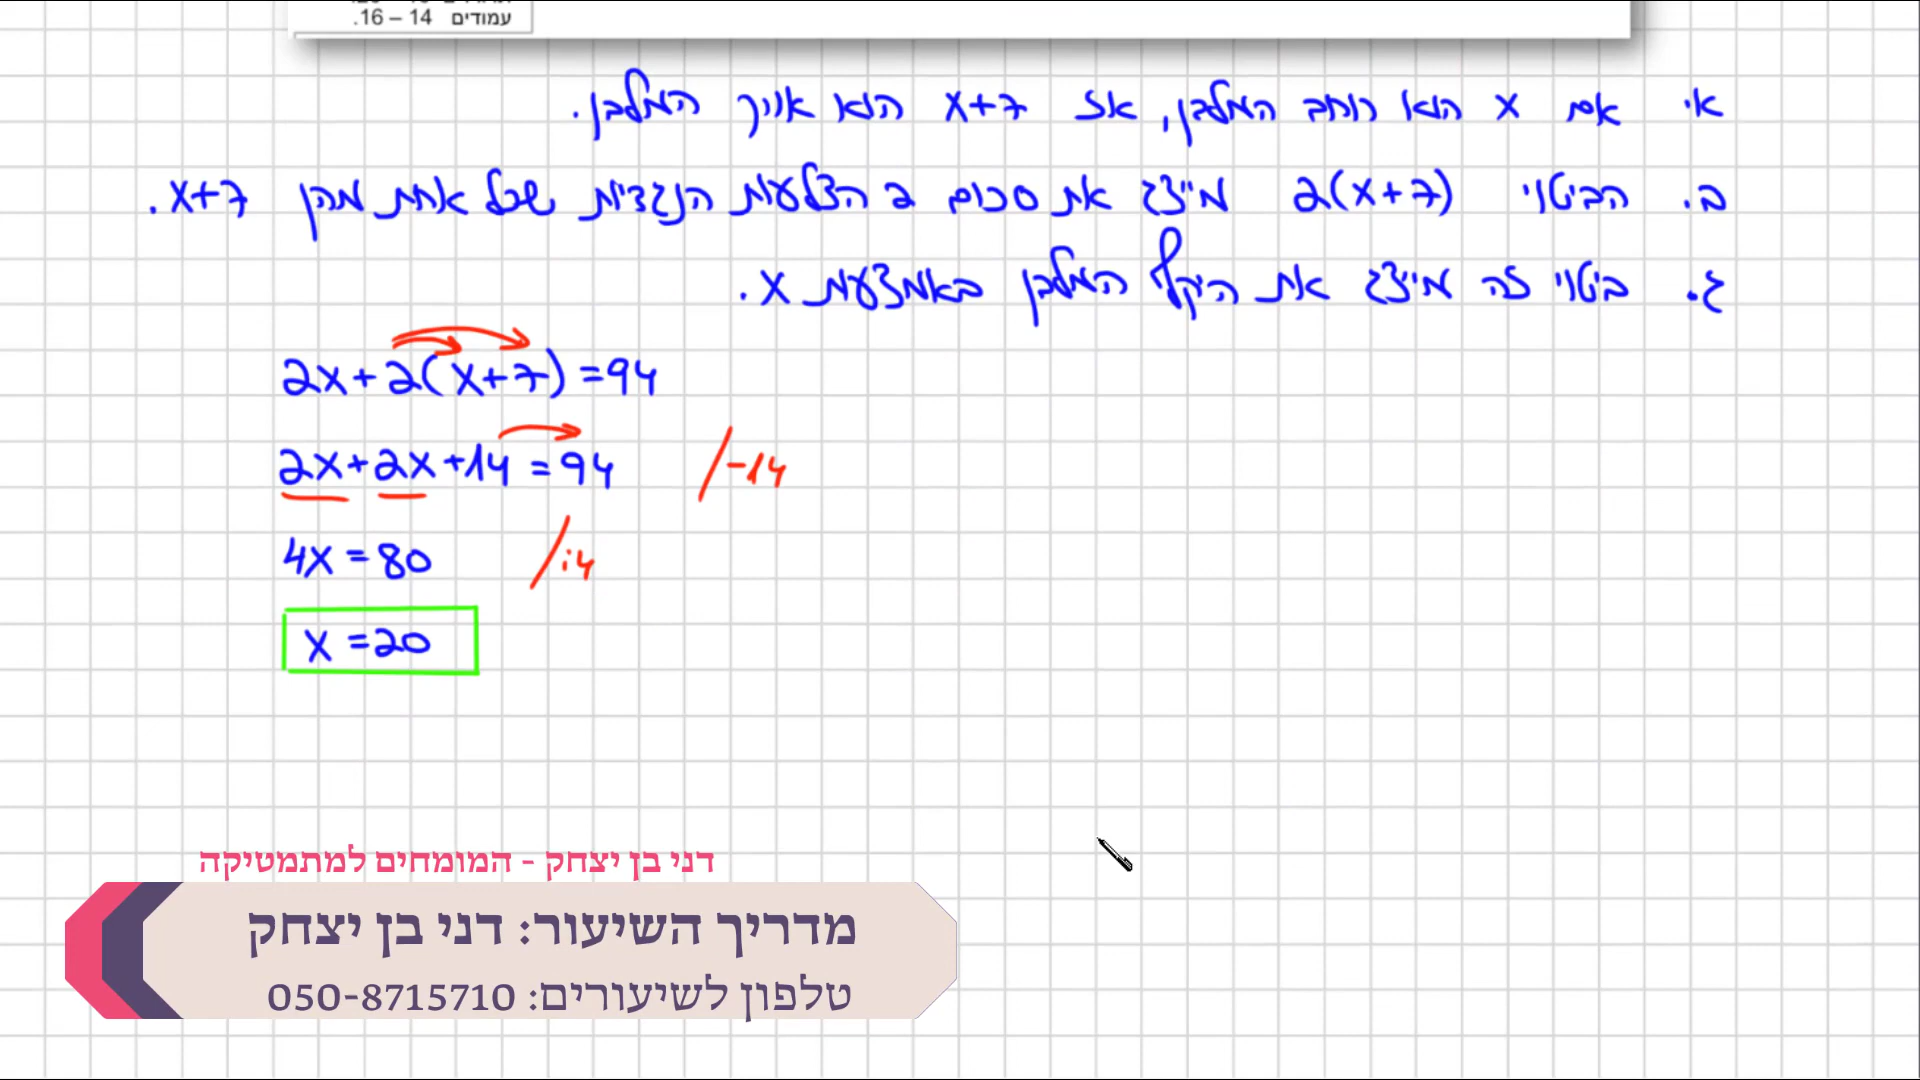 עמודים 14 – 16.
א. אם x הוא רוחב המלבן, אז x+7 הוא אורך המלבן.
ב. הביטוי 2(x+7) מייצג את סכום 2 הצלעות הנגדיות שכל אחת מהן x+7.
ג. ביטוי זה מייצג את היקף המלבן באמצעות x.
2x+2(x+7)=94
2x+2x+14=94 /-14
4x=80 /:4
x=20
דני בן יצחק - המומחים למתמטיקה
מדריך השיעור: דני בן יצחק
טלפון לשיעורים: 050-8715710